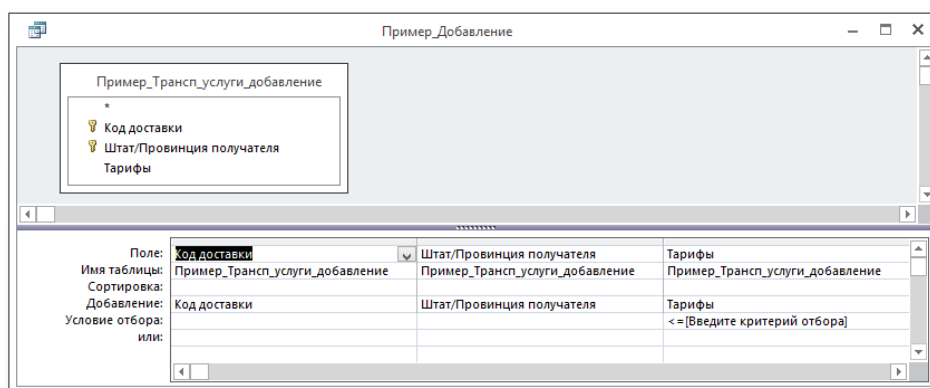 Пример_Добавление
Пример_Трансп_услуги_добавление
*
Код доставки
Штат/Провинция получателя
Тарифы
Поле: Код доставки Штат/Провинция получателя Тарифы
Имя таблицы: Пример_Трансп_услуги_добавление Пример_Трансп_услуги_добавление Пример_Трансп_услуги_добавление
Сортировка:
Добавление: Код доставки Штат/Провинция получателя Тарифы
Условие отбора: <=[Введите критерий отбора]
или: